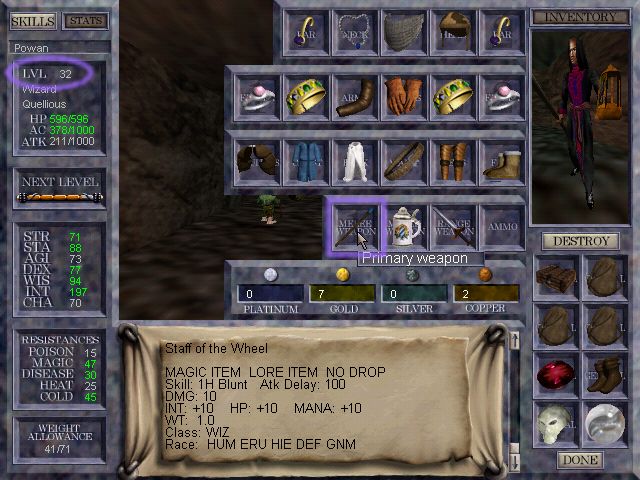 SKILLS STATS
Powan
LVL 32
Wizard
Quellious
HP 596/596
AC 378/1000
ATK 211/1000
NEXT LEVEL
STR 71
STA 88
AGI 73
DEX 77
WIS 94
INT 197
CHA 70
RESISTANCES
POISON 15
MAGIC 47
DISEASE 30
HEAT 25
COLD 45
WEIGHT
ALLOWANCE
41/71
EAR NECK EAR
MELEE WEAPON
RANGE WEAPON
AMMO
Primary weapon
0 7 0 2
PLATINUM GOLD SILVER COPPER
Staff of the Wheel
MAGIC ITEM LORE ITEM NO DROP
Skill: 1H Blunt Atk Delay: 100
DMG: 10
INT: +10 HP: +10 MANA: +10
WT: 1.0
Class: WIZ
Race: HUM ERU HIE DEF GNM
INVENTORY
DESTROY
DONE